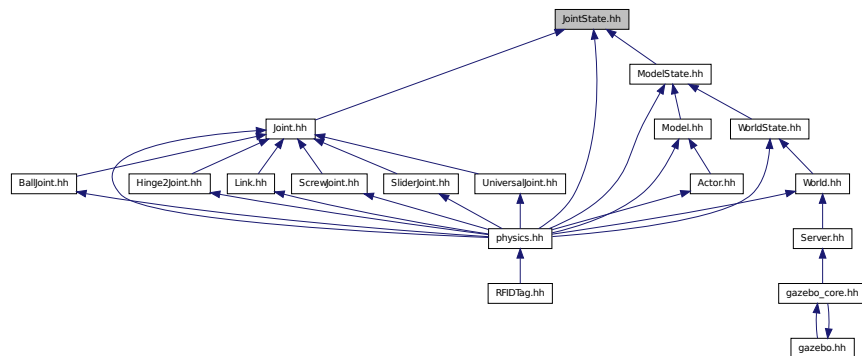 JointState.hh
ModelState.hh
Joint.hh
Model.hh
WorldState.hh
BallJoint.hh
Hinge2Joint.hh
Link.hh
ScrewJoint.hh
SliderJoint.hh
UniversalJoint.hh
Actor.hh
World.hh
physics.hh
Server.hh
RFIDTag.hh
gazebo_core.hh
gazebo.hh